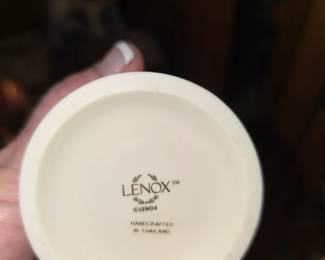 LENOX™
©LENOX
HANDCRAFTED
IN THAILAND